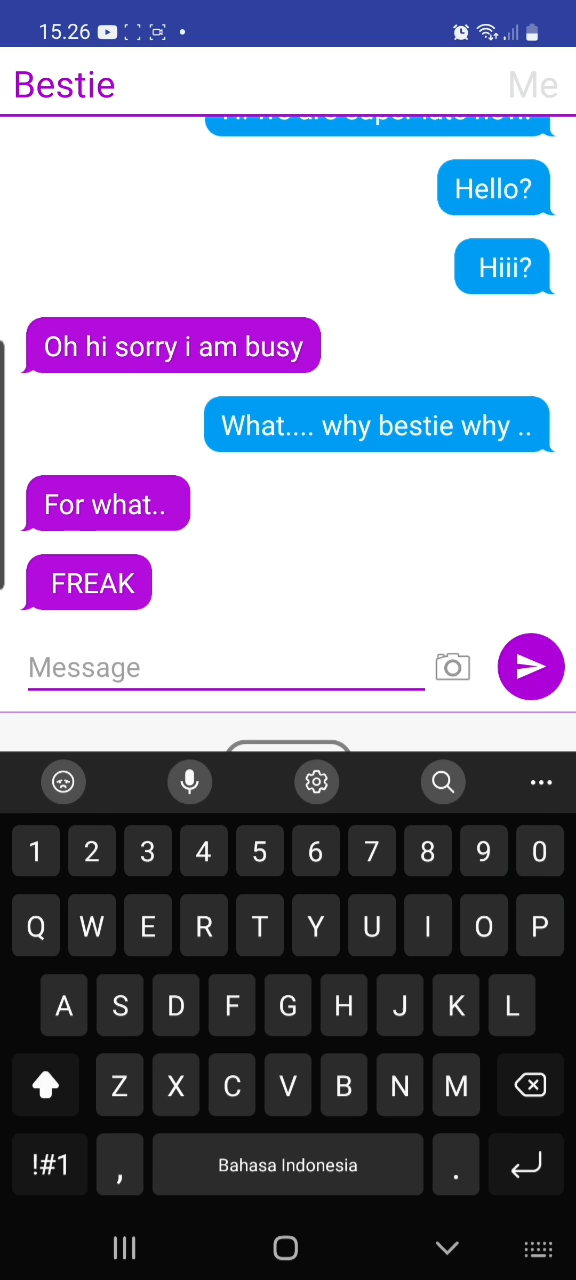 15.26
Bestie
Me
Hello?
Hiii?
Oh hi sorry i am busy
What.... why bestie why ..
For what..
FREAK
Message
1 2 3 4 5 6 7 8 9 0
Q W E R T Y U I O P
A S D F G H J K L
Z X C V B N M
!#1 , Bahasa Indonesia .